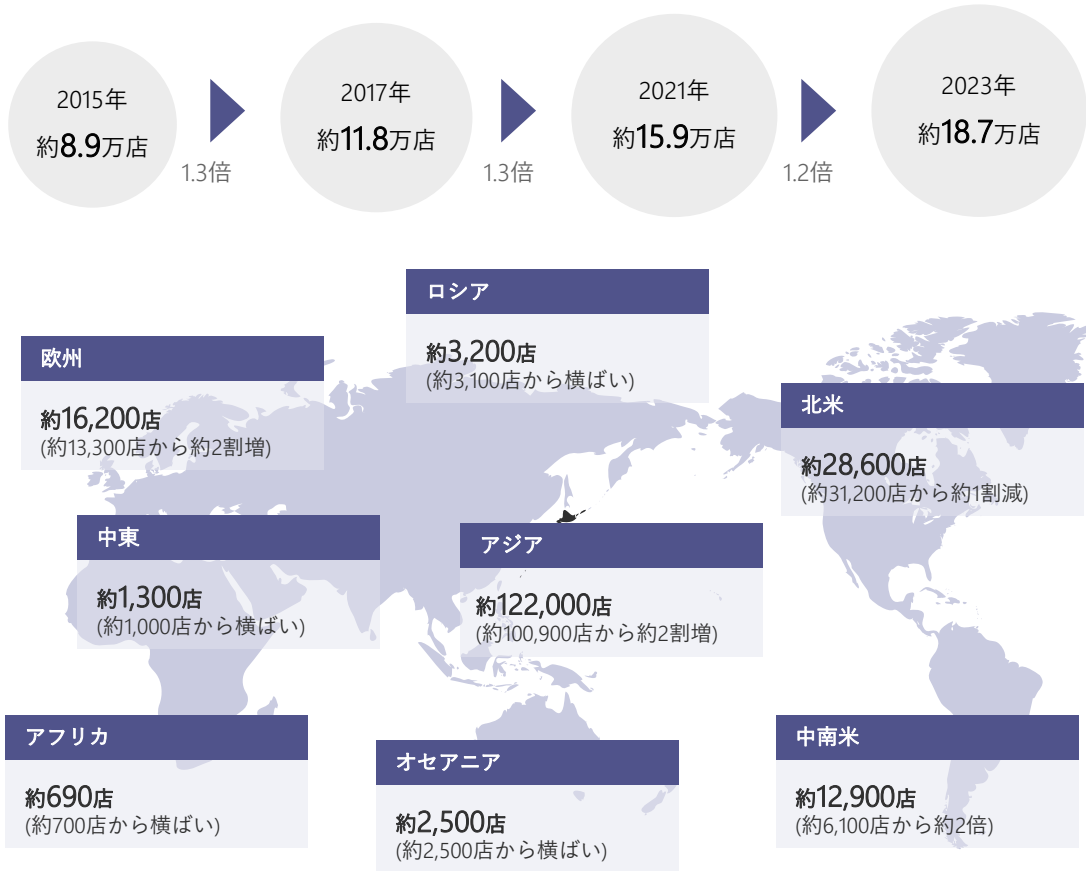 2015年
約8.9万店
1.3倍
2017年
約11.8万店
1.3倍
2021年
約15.9万店
1.2倍
2023年
約18.7万店
ロシア
約3,200店
(約3,100店から横ばい)
欧州
約16,200店
(約13,300店から約2割増)
北米
約28,600店
(約31,200店から約1割減)
中東
約1,300店
(約1,000店から横ばい)
アジア
約122,000店
(約100,900店から約2割増)
アフリカ
約690店
(約700店から横ばい)
オセアニア
約2,500店
(約2,500店から横ばい)
中南米
約12,900店
(約6,100店から約2倍)